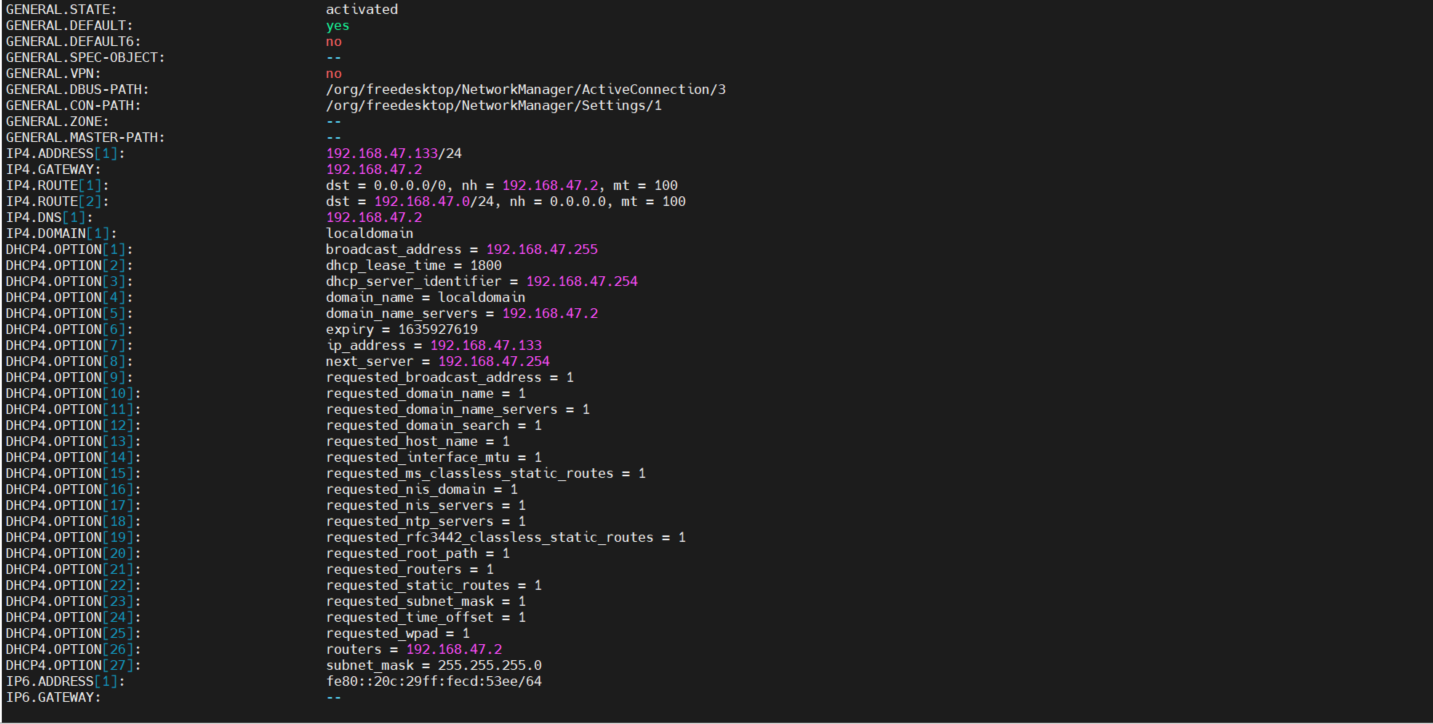 GENERAL.STATE: activated
GENERAL.DEFAULT: yes
GENERAL.DEFAULT6: no
GENERAL.SPEC-OBJECT: --
GENERAL.VPN: no
GENERAL.DBUS-PATH: /org/freedesktop/NetworkManager/ActiveConnection/3
GENERAL.CON-PATH: /org/freedesktop/NetworkManager/Settings/1
GENERAL.ZONE: --
GENERAL.MASTER-PATH: --
IP4.ADDRESS[1]: 192.168.47.133/24
IP4.GATEWAY: 192.168.47.2
IP4.ROUTE[1]: dst = 0.0.0.0/0, nh = 192.168.47.2, mt = 100
IP4.ROUTE[2]: dst = 192.168.47.0/24, nh = 0.0.0.0, mt = 100
IP4.DNS[1]: 192.168.47.2
IP4.DOMAIN[1]: localdomain
DHCP4.OPTION[1]: broadcast_address = 192.168.47.255
DHCP4.OPTION[2]: dhcp_lease_time = 1800
DHCP4.OPTION[3]: dhcp_server_identifier = 192.168.47.254
DHCP4.OPTION[4]: domain_name = localdomain
DHCP4.OPTION[5]: domain_name_servers = 192.168.47.2
DHCP4.OPTION[6]: expiry = 1635927619
DHCP4.OPTION[7]: ip_address = 192.168.47.133
DHCP4.OPTION[8]: next_server = 192.168.47.254
DHCP4.OPTION[9]: requested_broadcast_address = 1
DHCP4.OPTION[10]: requested_domain_name = 1
DHCP4.OPTION[11]: requested_domain_name_servers = 1
DHCP4.OPTION[12]: requested_domain_search = 1
DHCP4.OPTION[13]: requested_host_name = 1
DHCP4.OPTION[14]: requested_interface_mtu = 1
DHCP4.OPTION[15]: requested_ms_classless_static_routes = 1
DHCP4.OPTION[16]: requested_nis_domain = 1
DHCP4.OPTION[17]: requested_nis_servers = 1
DHCP4.OPTION[18]: requested_ntp_servers = 1
DHCP4.OPTION[19]: requested_rfc3442_classless_static_routes = 1
DHCP4.OPTION[20]: requested_root_path = 1
DHCP4.OPTION[21]: requested_routers = 1
DHCP4.OPTION[22]: requested_static_routes = 1
DHCP4.OPTION[23]: requested_subnet_mask = 1
DHCP4.OPTION[24]: requested_time_offset = 1
DHCP4.OPTION[25]: requested_wpad = 1
DHCP4.OPTION[26]: routers = 192.168.47.2
DHCP4.OPTION[27]: subnet_mask = 255.255.255.0
IP6.ADDRESS[1]: fe80::20c:29ff:fecd:53ee/64
IP6.GATEWAY: --